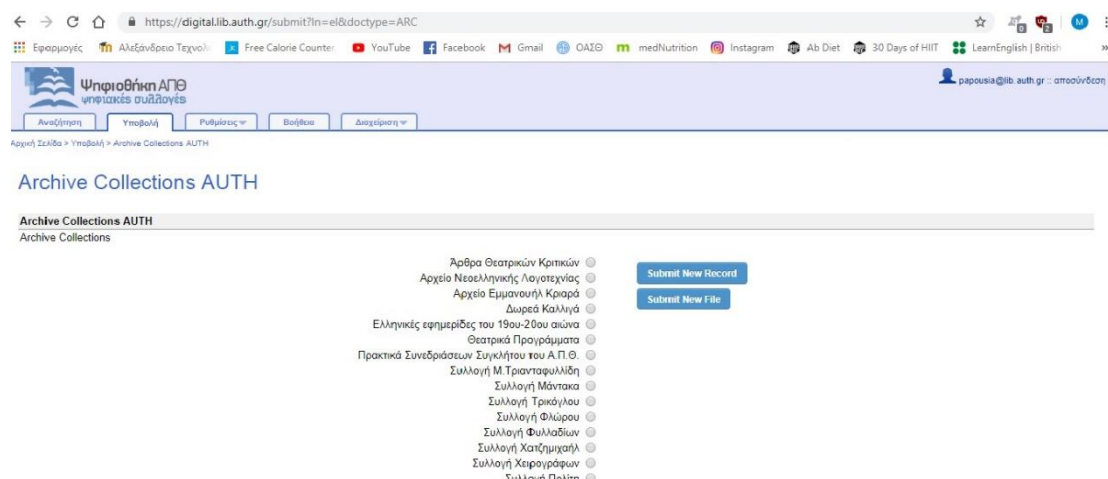 https://digital.lib.auth.gr/submit?ln=el&doctype=ARC
Εφαρμογές Αλεξάνδρειο Τεχνολ Free Calorie Counter YouTube Facebook Gmail ΟΑΣΘ medNutrition Instagram Ab Diet 30 Days of HIIT LearnEnglish | British »
Ψηφιοθήκη ΑΠΘ
ψηφιακές συλλογές
papousia@lib.auth.gr :: αποσύνδεση
Αναζήτηση Υποβολή Ρυθμίσεις Βοήθεια Διαχείριση
Αρχική Σελίδα > Υποβολή > Archive Collections AUTH
Archive Collections AUTH
Archive Collections AUTH
Archive Collections
Άρθρα Θεατρικών Κριτικών
Αρχείο Νεοελληνικής Λογοτεχνίας
Αρχείο Εμμανουήλ Κριαρά
Δωρεά Καλλιγά
Ελληνικές εφημερίδες του 19ου-20ου αιώνα
Θεατρικά Προγράμματα
Πρακτικά Συνεδριάσεων Συγκλήτου του Α.Π.Θ.
Συλλογή Μ.Τριανταφυλλίδη
Συλλογή Μάντακα
Συλλογή Τρικόγλου
Συλλογή Φλώρου
Συλλογή Φυλλαδίων
Συλλογή Χατζημιχαήλ
Συλλογή Χειρογράφων
Συλλογή Πολίτη
Submit New Record
Submit New File